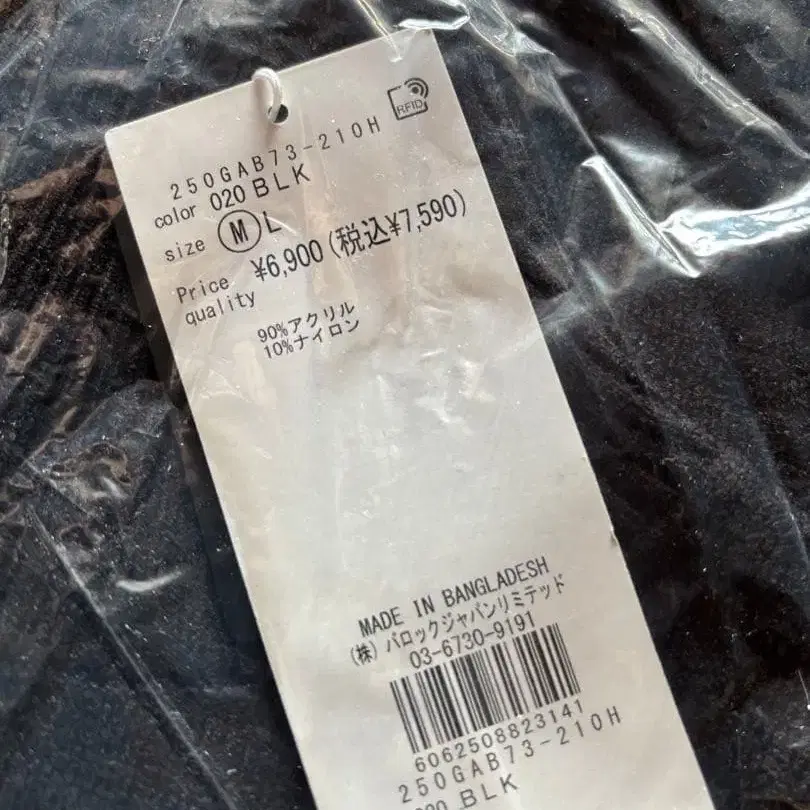 RFID
250GAB73-210H
color 020 BLK
size Ⓜ L
Price ¥6,900 (税込¥7,590)
quality
90%アクリル
10%ナイロン
MADE IN BANGLADESH
(株) バロックジャパンリミテッド
03-6730-9191
6062508823141
250GAB73-210H
020 BLK